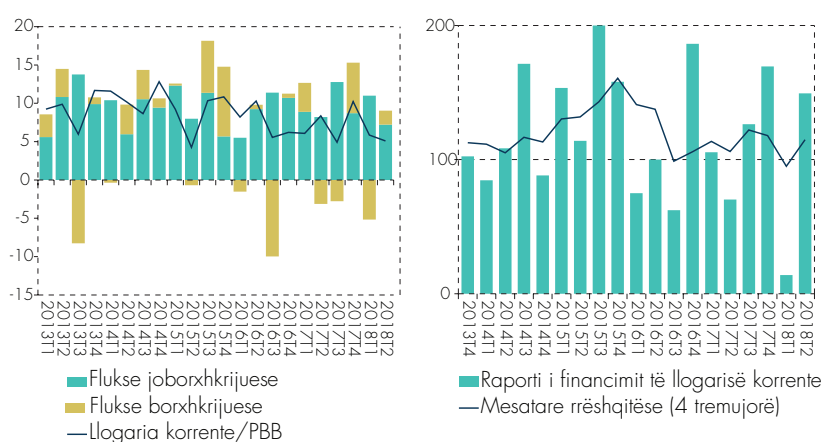 20
15
10
5
0
-5
-10
-15
2013T1
2013T2
2013T3
2013T4
2014T1
2014T2
2014T3
2014T4
2015T1
2015T2
2015T3
2015T4
2016T1
2016T2
2016T3
2016T4
2017T1
2017T2
2017T3
2017T4
2018T1
2018T2
Flukse joborxhkrijuese
Flukse borxhkrijuese
Llogaria korrente/PBB
200
100
0
2013T4
2014T1
2014T2
2014T3
2014T4
2015T1
2015T2
2015T3
2015T4
2016T1
2016T2
2016T3
2016T4
2017T1
2017T2
2017T3
2017T4
2018T1
2018T2
Raporti i financimit të llogarisë korrente
Mesatare rrëshqitëse (4 tremujorë)